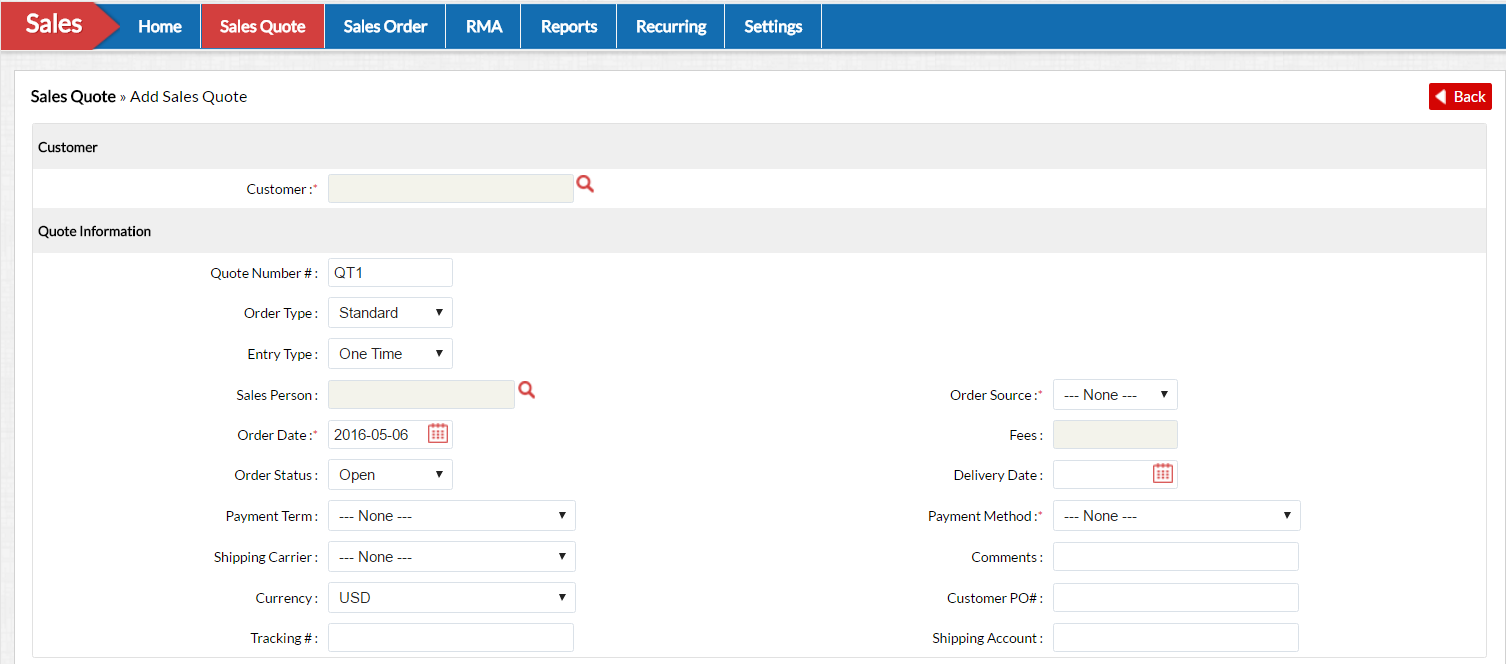 Sales Home Sales Quote Sales Order RMA Reports Recurring Settings
Sales Quote » Add Sales Quote Back
Customer
Customer :*
Quote Information
Quote Number # : QT1
Order Type : Standard
Entry Type : One Time
Sales Person : Order Source :* --- None ---
Order Date :* 2016-05-06 Fees :
Order Status : Open Delivery Date :
Payment Term : --- None --- Payment Method :* --- None ---
Shipping Carrier : --- None --- Comments :
Currency : USD Customer PO# :
Tracking # : Shipping Account :